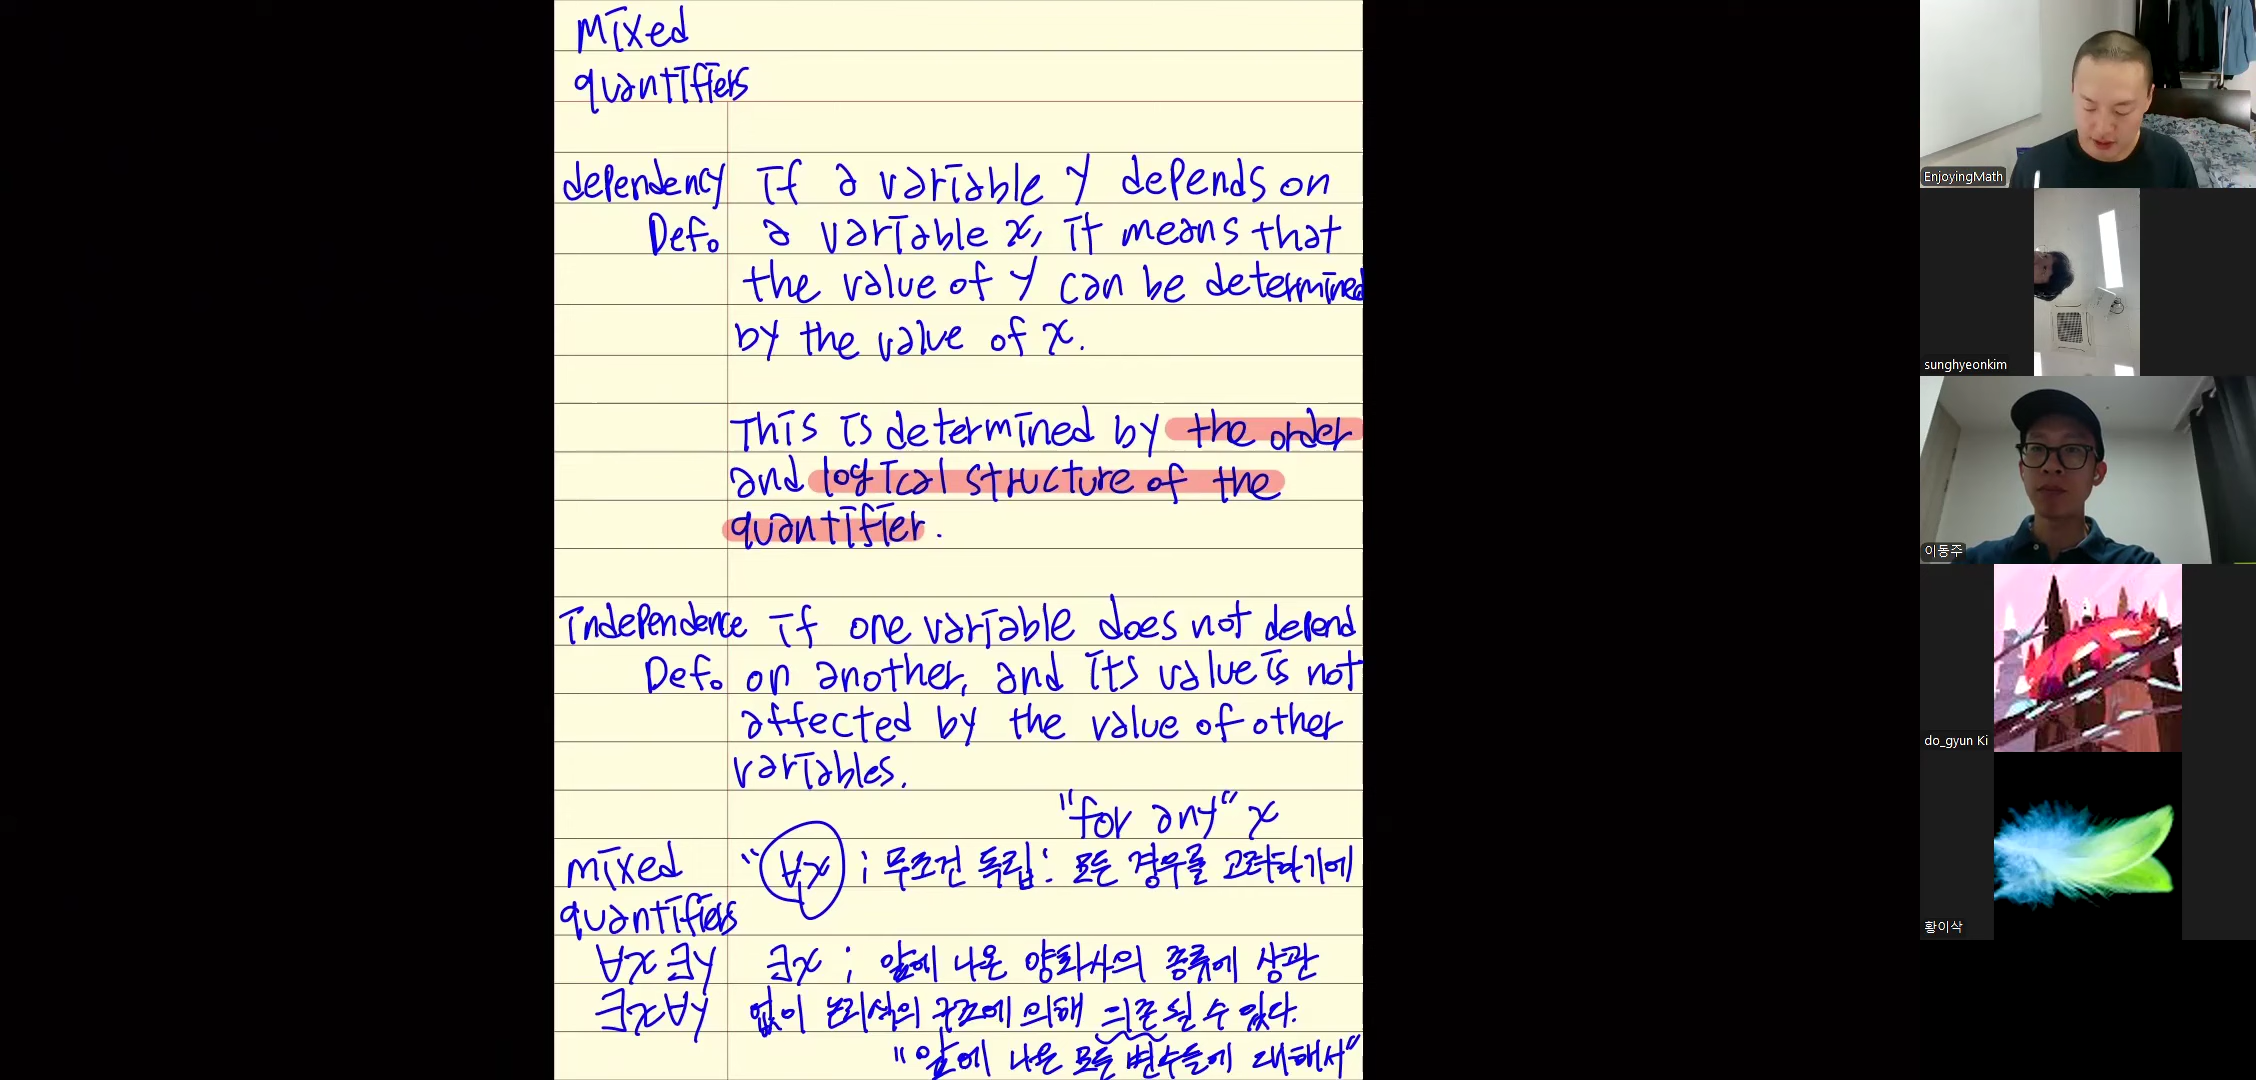 mixed
quantifiers
dependency if a variable y depends on
Def. a variable x, it means that
the value of y can be determined
by the value of x.
This is determined by the order
and logical structure of the
quantifier.
independence if one variable does not depend
Def. on another, and its value is not
affected by the value of other
variables.
"for any" x
mixed "∀x ; 무조건 독립: 모든 경우를 고려하기에
quantifiers
∀x∃y ∃x ; 앞에 나온 양화사의 종류에 상관
∃x∀y 없이 논리식의 구조에 의해 의존 될 수 있다.
"앞에 나온 모든 변수들에 대해서"
EnjoyingMath
sunghyeonkim
이동주
do_gyun Ki
황이삭